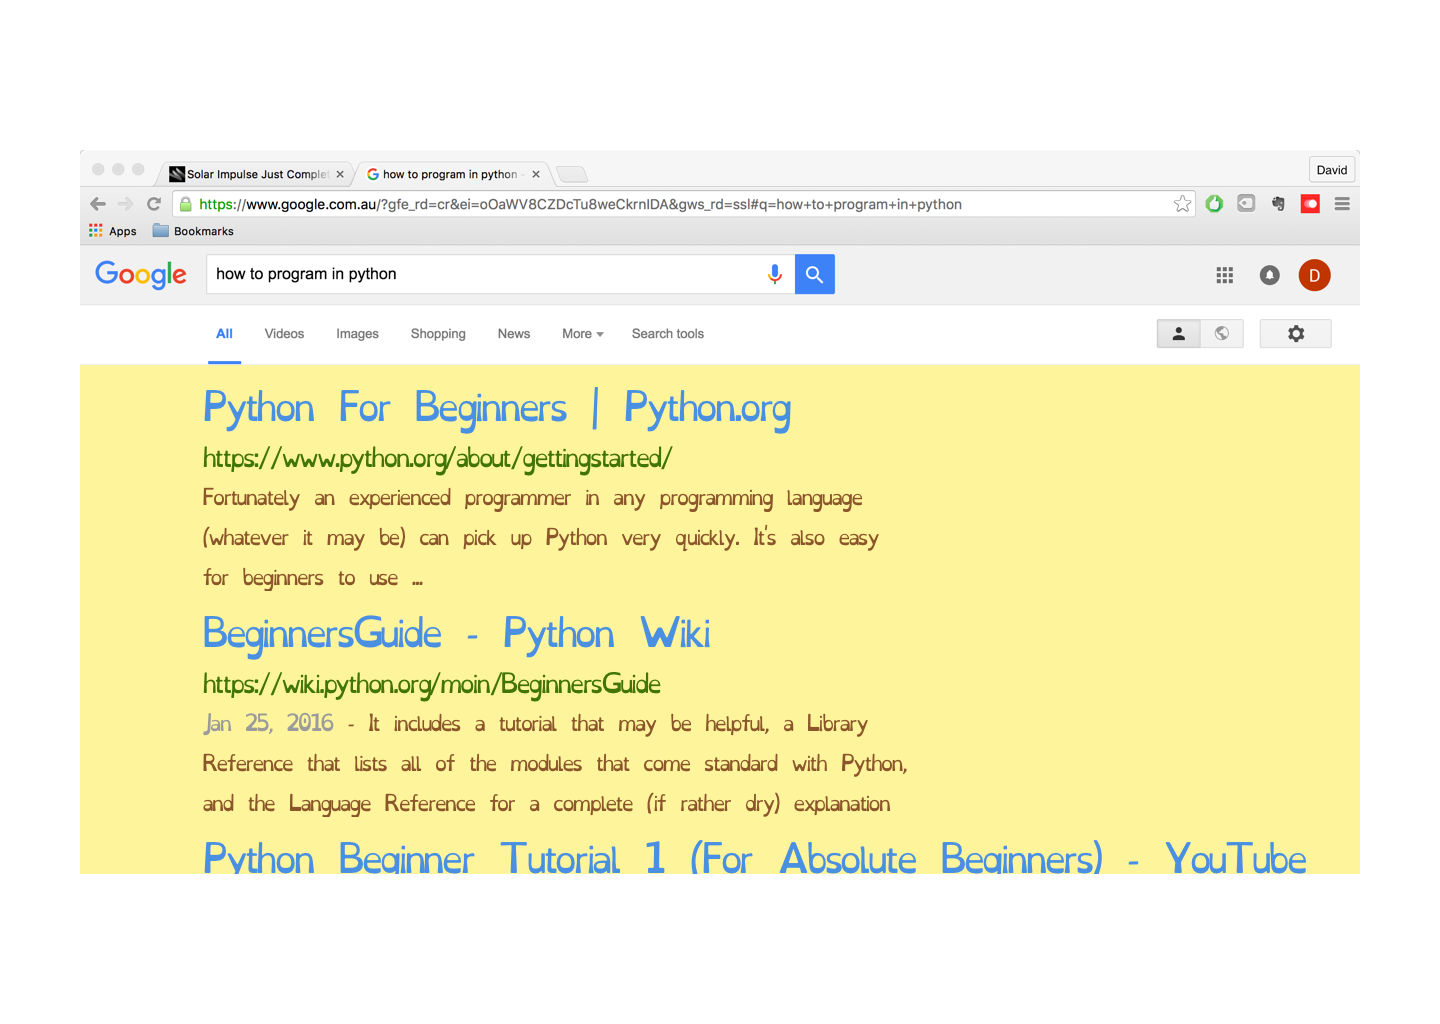 Solar Impulse Just Complet
how to program in python -
David
https://www.google.com.au/?gfe_rd=cr&ei=oOaWV8CZDcTu8weCkrnIDA&gws_rd=ssl#q=how+to+program+in+python
Apps Bookmarks
Google how to program in python D
All Videos Images Shopping News More Search tools
Python For Beginners | Python.org
https://www.python.org/about/gettingstarted/
Fortunately an experienced programmer in any programming language
(whatever it may be) can pick up Python very quickly. It's also easy
for beginners to use ...
BeginnersGuide - Python Wiki
https://wiki.python.org/moin/BeginnersGuide
Jan 25, 2016 - It includes a tutorial that may be helpful, a Library
Reference that lists all of the modules that come standard with Python,
and the Language Reference for a complete (if rather dry) explanation
Python Beginner Tutorial 1 (For Absolute Beginners) - YouTube